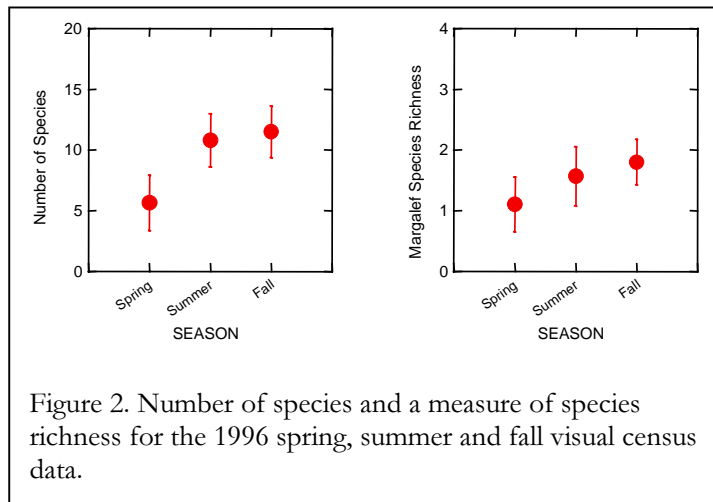 20
15
10
5
0
Number of Species
Spring
Summer
Fall
SEASON
4
3
2
1
0
Margalef Species Richness
Spring
Summer
Fall
SEASON
Figure 2. Number of species and a measure of species
richness for the 1996 spring, summer and fall visual census
data.